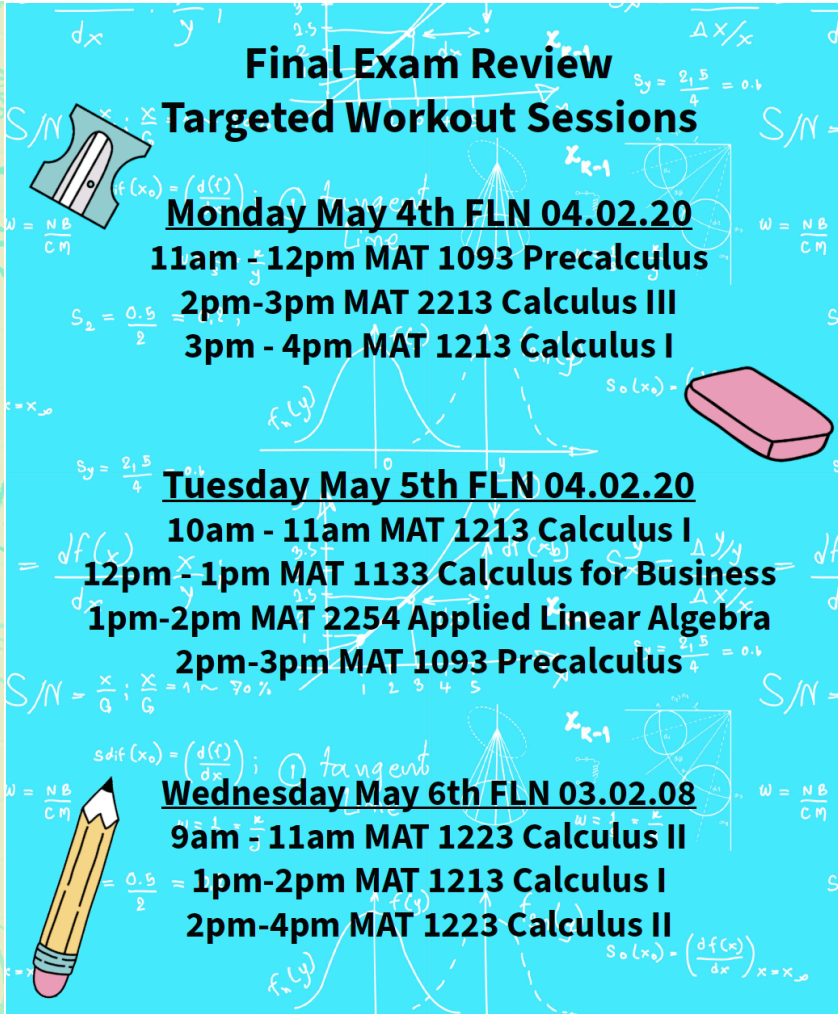 Final Exam Review
Targeted Workout Sessions
Monday May 4th FLN 04.02.20
11am - 12pm MAT 1093 Precalculus
2pm-3pm MAT 2213 Calculus III
3pm - 4pm MAT 1213 Calculus I
Tuesday May 5th FLN 04.02.20
10am - 11am MAT 1213 Calculus I
12pm - 1pm MAT 1133 Calculus for Business
1pm-2pm MAT 2254 Applied Linear Algebra
2pm-3pm MAT 1093 Precalculus
Wednesday May 6th FLN 03.02.08
9am - 11am MAT 1223 Calculus II
1pm-2pm MAT 1213 Calculus I
2pm-4pm MAT 1223 Calculus II